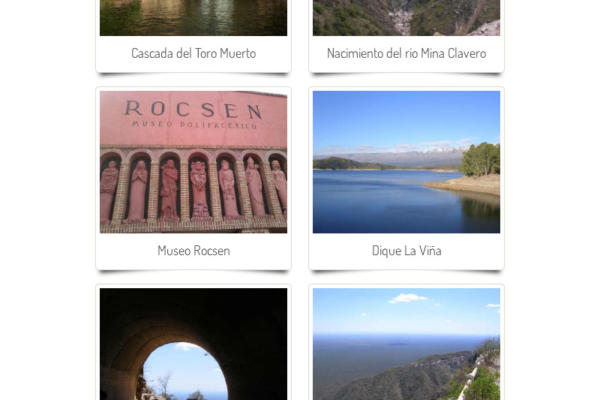 Cascada del Toro Muerto
Nacimiento del rio Mina Clavero
ROCSEN
MUSEO POLIFACETICO
Museo Rocsen
Dique La Viña